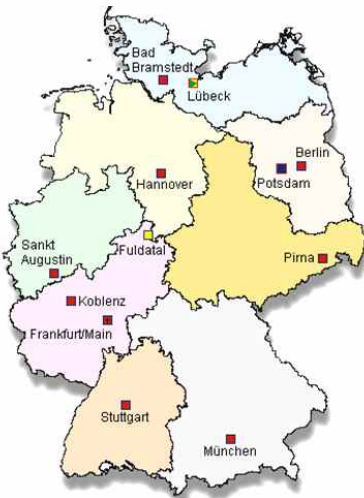 Bad
Bramstedt
Lübeck
Berlin
Hannover
Potsdam
Fuldatal
Sankt
Augustin
Pirna
Koblenz
Frankfurt/Main
Stuttgart
München